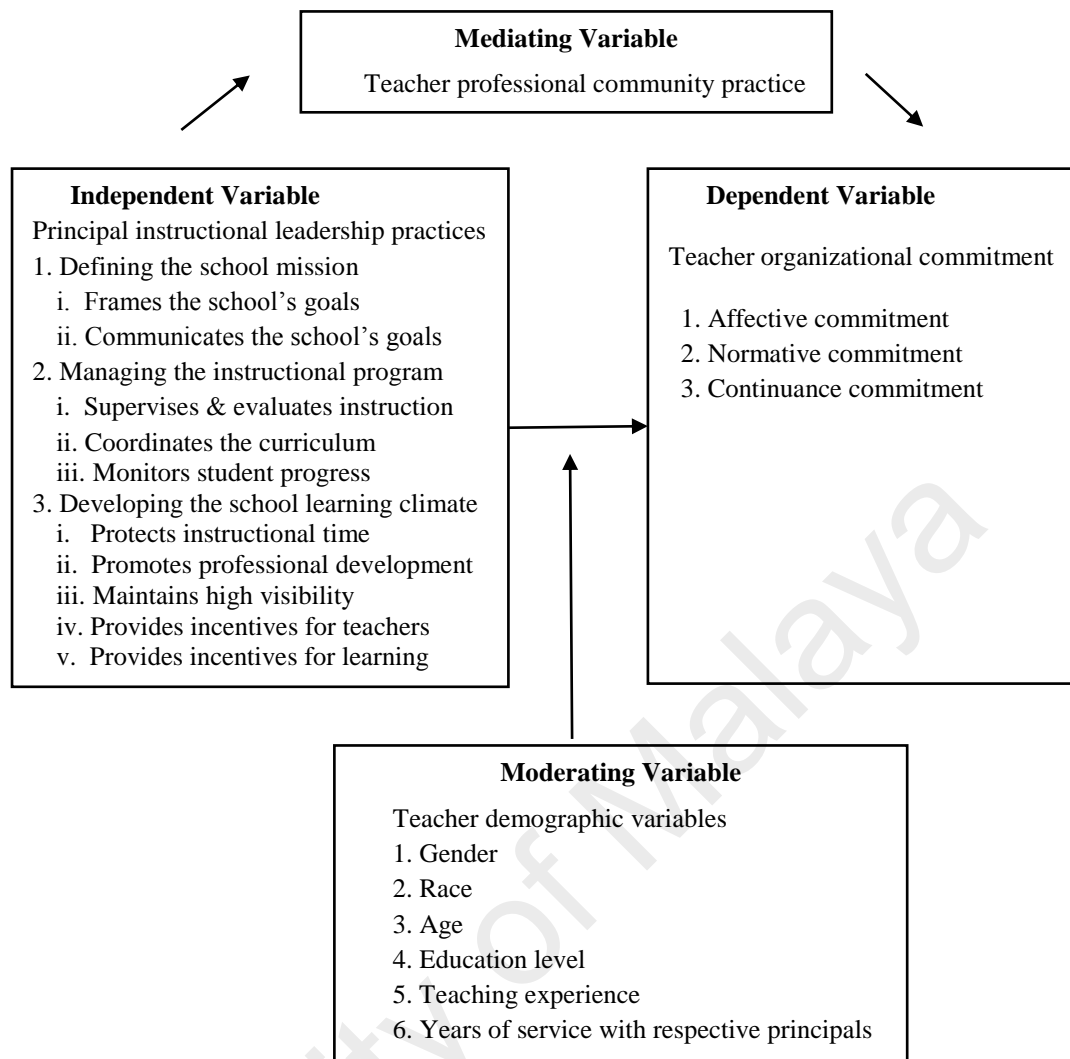 Mediating Variable
Teacher professional community practice
Independent Variable
Principal instructional leadership practices
1. Defining the school mission
i. Frames the school’s goals
ii. Communicates the school’s goals
2. Managing the instructional program
i. Supervises & evaluates instruction
ii. Coordinates the curriculum
iii. Monitors student progress
3. Developing the school learning climate
i. Protects instructional time
ii. Promotes professional development
iii. Maintains high visibility
iv. Provides incentives for teachers
v. Provides incentives for learning
Dependent Variable
Teacher organizational commitment
1. Affective commitment
2. Normative commitment
3. Continuance commitment
Moderating Variable
Teacher demographic variables
1. Gender
2. Race
3. Age
4. Education level
5. Teaching experience
6. Years of service with respective principals
of Malaya